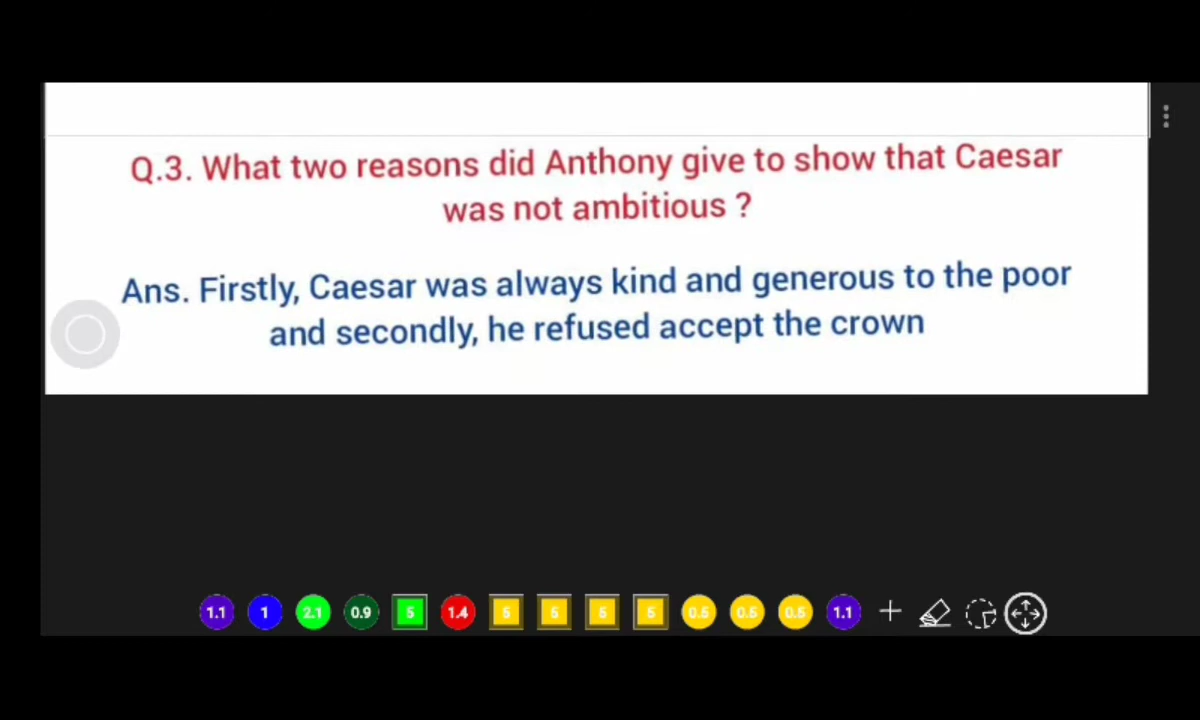 Q.3. What two reasons did Anthony give to show that Caesar
was not ambitious ?
Ans. Firstly, Caesar was always kind and generous to the poor
and secondly, he refused accept the crown
1.1 1 2.1 0.9 5 1.4 5 5 5 5 0.5 0.5 0.5 1.1